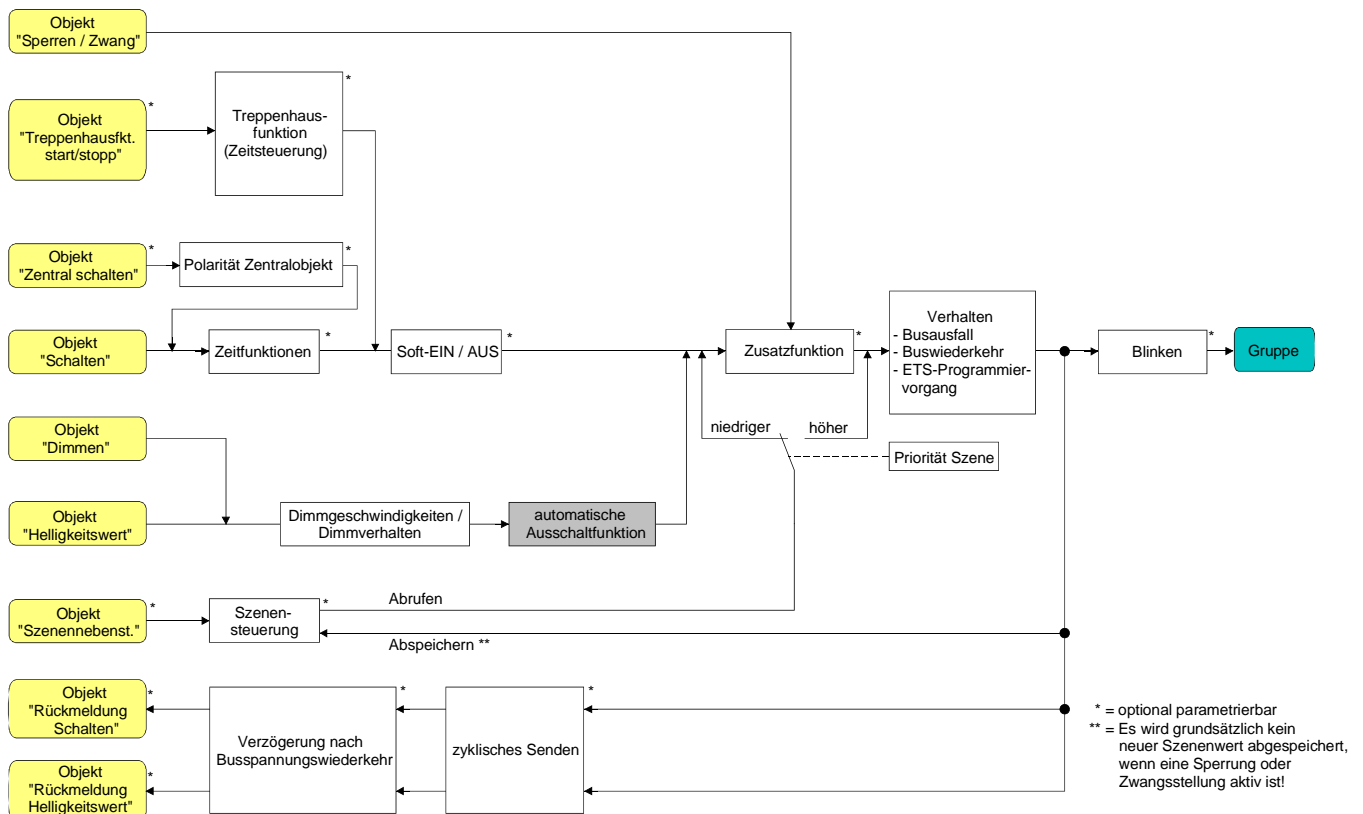 Objekt
"Sperren / Zwang"
*
Objekt
"Treppenhausfkt.
start/stopp"
*
Treppenhaus-
funktion
(Zeitsteuerung)
*
Objekt
"Zentral schalten"
*
Polarität Zentralobjekt
*
Objekt
"Schalten"
Zeitfunktionen
*
Soft-EIN / AUS
*
Zusatzfunktion
*
Verhalten
- Busausfall
- Buswiederkehr
- ETS-Programmier-
vorgang
Blinken
*
Gruppe
Objekt
"Dimmen"
niedriger
höher
Priorität Szene
Objekt
"Helligkeitswert"
Dimmgeschwindigkeiten /
Dimmverhalten
automatische
Ausschaltfunktion
Objekt
"Szenennebenst."
*
Szenen-
steuerung
*
Abrufen
Abspeichern **
Objekt
"Rückmeldung
Schalten"
*
Objekt
"Rückmeldung
Helligkeitswert"
*
Verzögerung nach
Busspannungswiederkehr
*
zyklisches Senden
* = optional parametrierbar
** = Es wird grundsätzlich kein
neuer Szenenwert abgespeichert,
wenn eine Sperrung oder
Zwangsstellung aktiv ist!